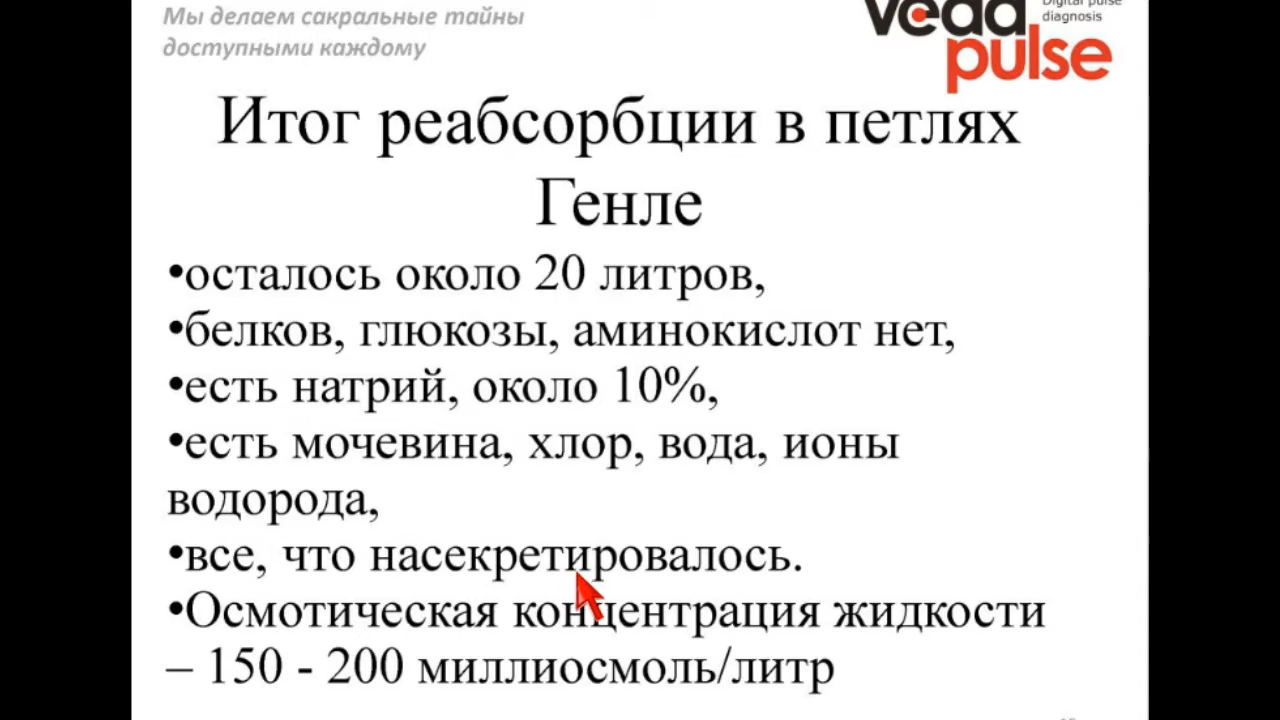 Мы делаем сакральные тайны
доступными каждому
veda
pulse
Digital pulse
diagnosis
Итог реабсорбции в петлях
Генле
•осталось около 20 литров,
•белков, глюкозы, аминокислот нет,
•есть натрий, около 10%,
•есть мочевина, хлор, вода, ионы
водорода,
•все, что насекретировалось.
•Осмотическая концентрация жидкости
– 150 - 200 миллиосмоль/литр